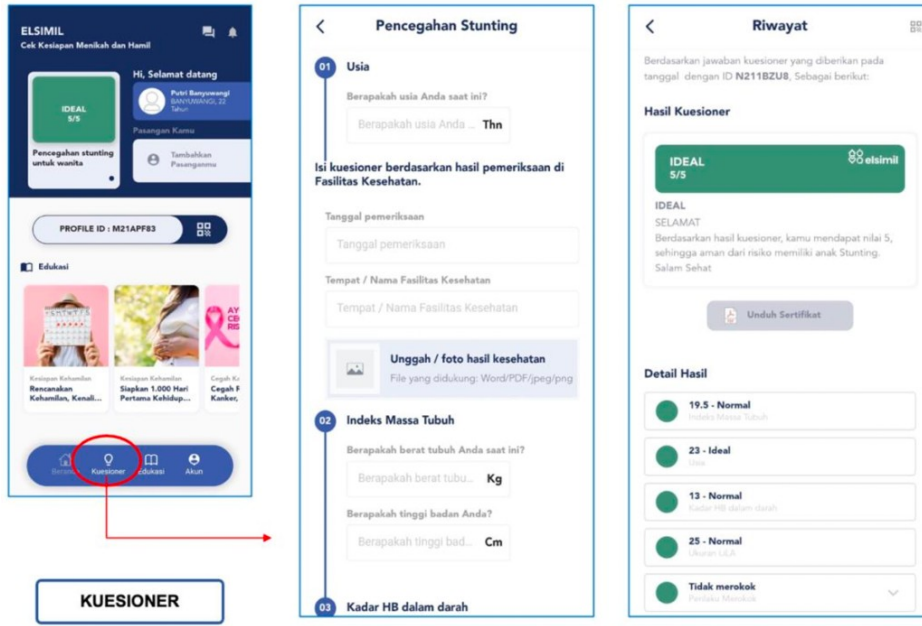 ELSIMIL
Cek Kesiapan Menikah dan Hamil
Hi, Selamat datang
Putri Banyuwangi
BANYUWANGI, 22
Tahun
IDEAL
5/5
Pasangan Kamu
Pencegahan stunting
untuk wanita
Tambahkan
Pasanganmu
PROFILE ID : M21APF83
Edukasi
Kesiapan Kehamilan
Rencanakan
Kehamilan, Kenali...
Kesiapan Kehamilan
Siapkan 1.000 Hari
Pertama Kehidup...
Cegah Ka
Cegah F
Kanker,
Beranda
Kuesioner
Edukasi
Akun
KUESIONER
Pencegahan Stunting
01 Usia
Berapakah usia Anda saat ini?
Berapakah usia Anda ... Thn
Isi kuesioner berdasarkan hasil pemeriksaan di
Fasilitas Kesehatan.
Tanggal pemeriksaan
Tanggal pemeriksaan
Tempat / Nama Fasilitas Kesehatan
Tempat / Nama Fasilitas Kesehatan
Unggah / foto hasil kesehatan
File yang didukung: Word/PDF/jpeg/png
02 Indeks Massa Tubuh
Berapakah berat tubuh Anda saat ini?
Berapakah berat tubu... Kg
Berapakah tinggi badan Anda?
Berapakah tinggi bad... Cm
03 Kadar HB dalam darah
Riwayat
Berdasarkan jawaban kuesioner yang diberikan pada
tanggal dengan ID N211BZU8, Sebagai berikut:
Hasil Kuesioner
IDEAL
5/5
elsimil
IDEAL
SELAMAT
Berdasarkan hasil kuesioner, kamu mendapat nilai 5,
sehingga aman dari risiko memiliki anak Stunting.
Salam Sehat
Unduh Sertifikat
Detail Hasil
19.5 - Normal
Indeks Masa Tubuh
23 - Ideal
Usia
13 - Normal
Kadar HB dalam darah
25 - Normal
Ukuran LiLA
Tidak merokok
Perilaku Merokok